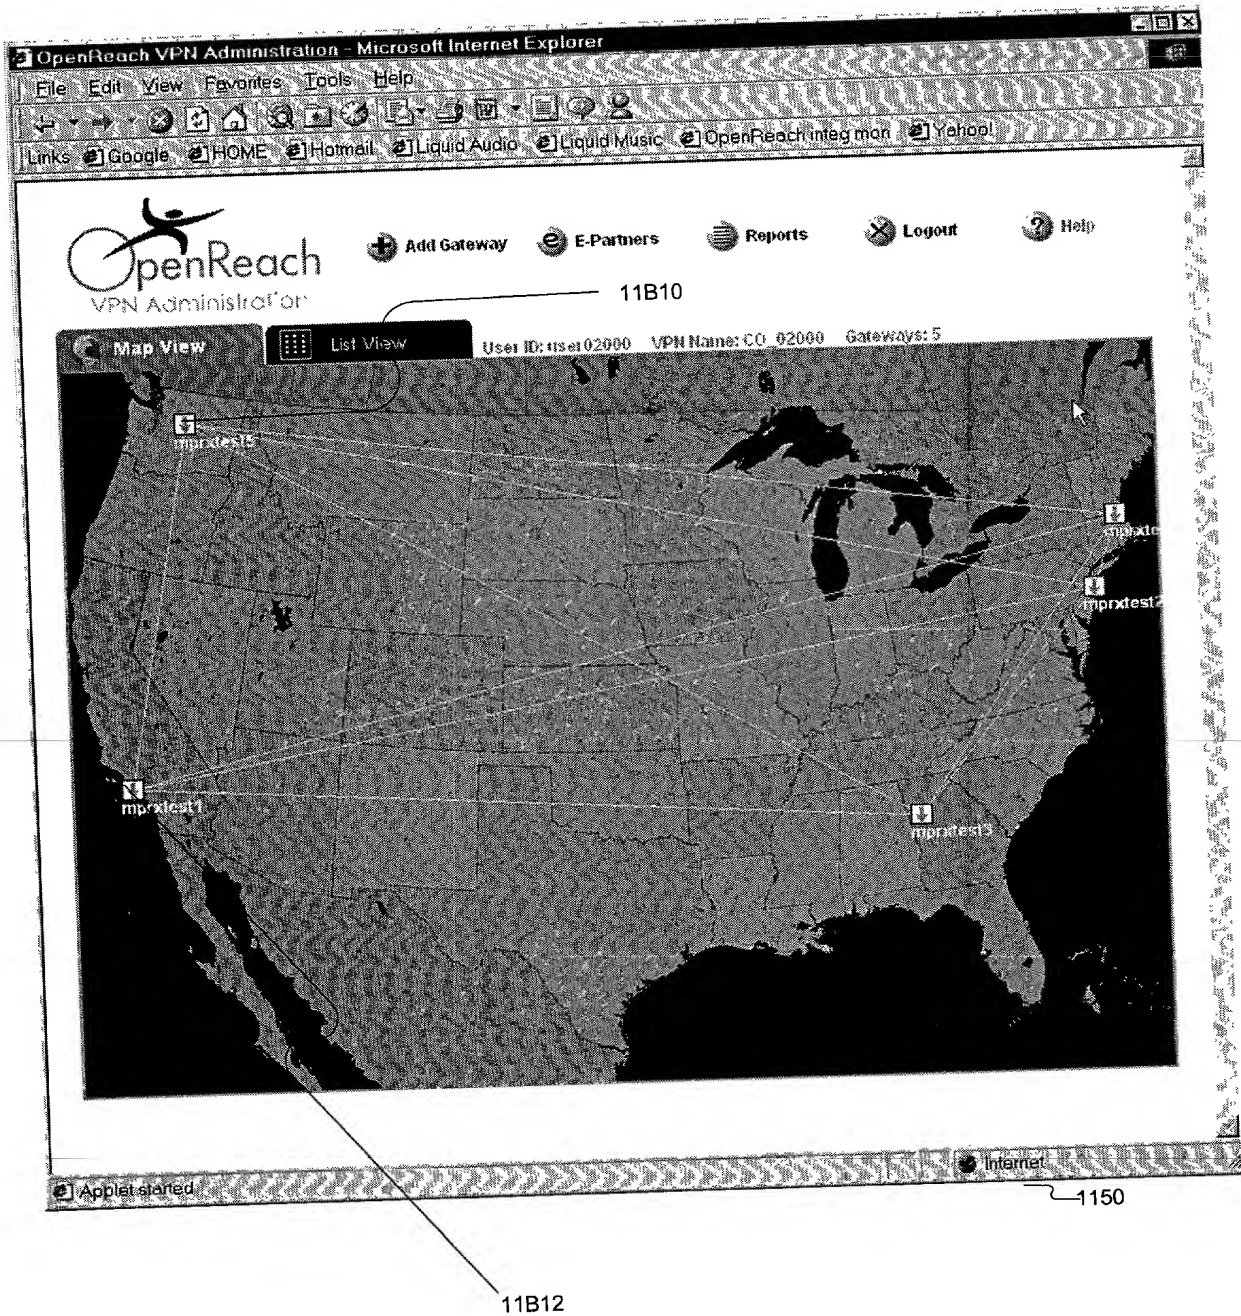 OpenReach VPN Administration - Microsoft Internet Explorer
File Edit View Favorites Tools Help
Links Google HOME Hotmail Liquid Audio Liquid Music OpenReach integ mon Yahoo!
OpenReach
VPN Administration
Add Gateway E-Partners Reports Logout Help
11B10
Map View List View User ID: user02000 VPN Name: CO_02000 Gateways: 5
mprxtest5
mprxte
mprxtest2
mprxtest1
mprxtest3
Internet
Applet started
1150
11B12